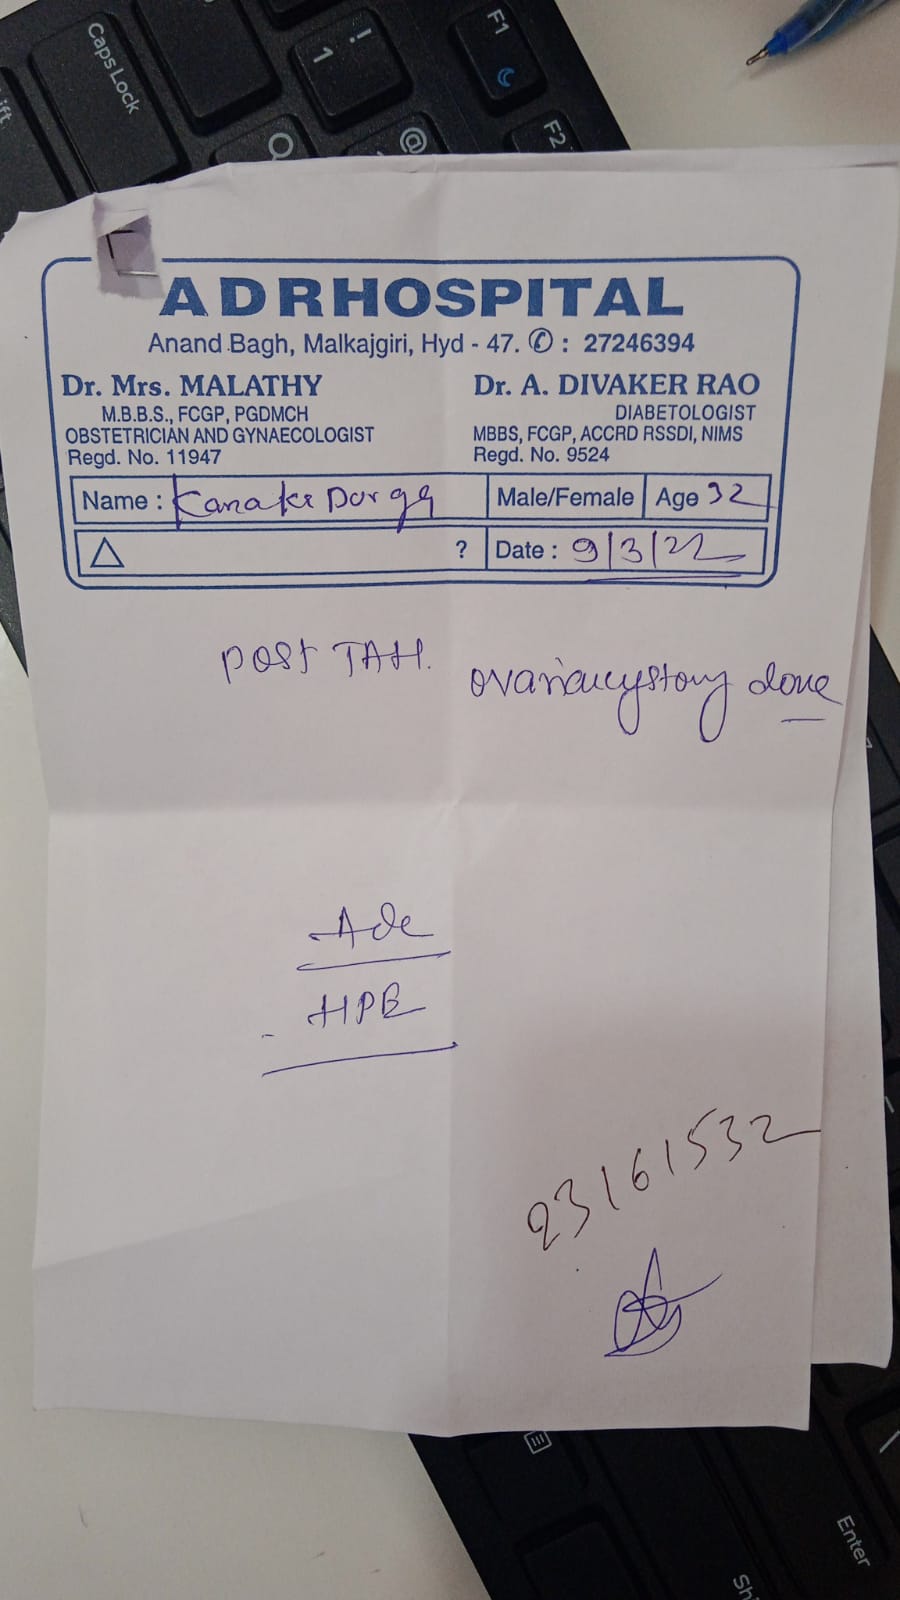 Caps Lock
!
1
F1
@
F2
ADRHOSPITAL
Anand Bagh, Malkajgiri, Hyd - 47. ✆ : 27246394
Dr. Mrs. MALATHY
M.B.B.S., FCGP, PGDMCH
OBSTETRICIAN AND GYNAECOLOGIST
Regd. No. 11947
Dr. A. DIVAKER RAO
DIABETOLOGIST
MBBS, FCGP, ACCRD RSSDI, NIMS
Regd. No. 9524
Name : Kanaka Durga Male/Female Age 32
△ ? Date : 9/3/22
Post TAH.
done
Ade
HPE
23161532
Enter